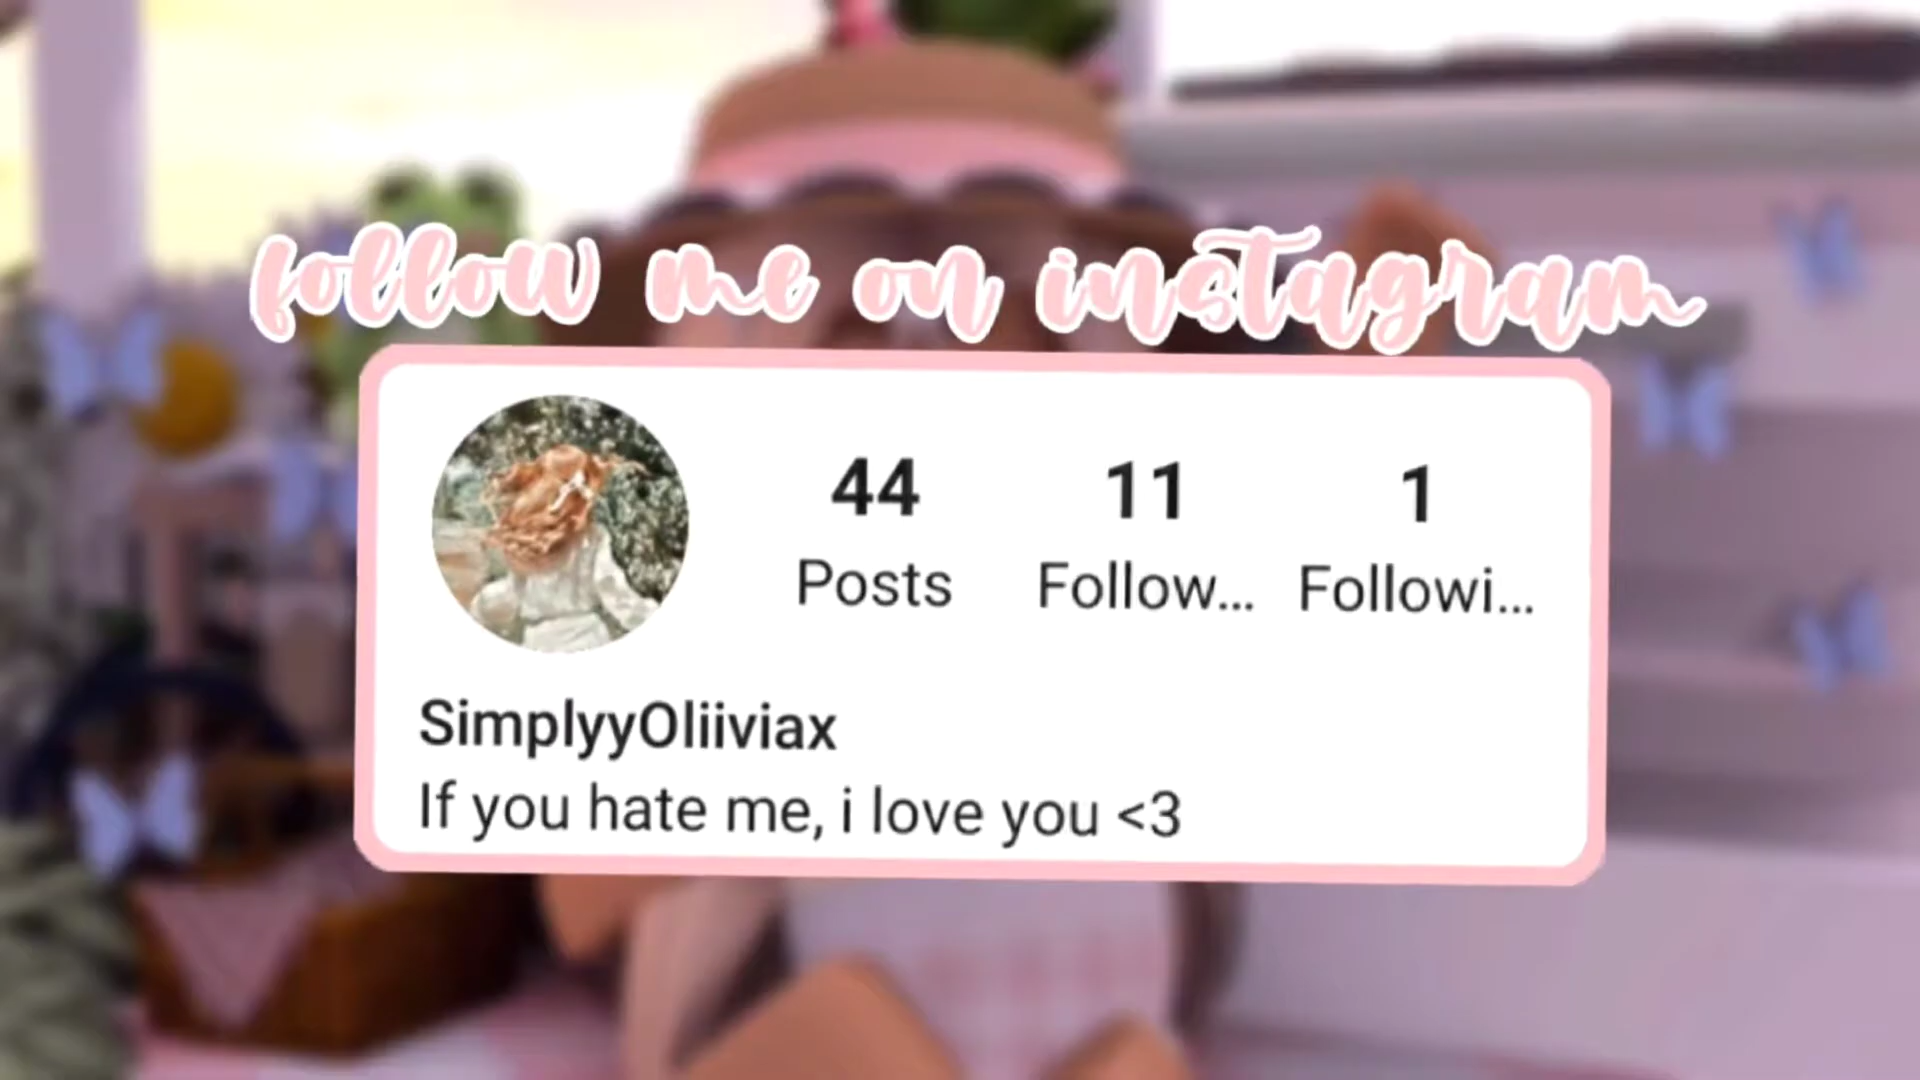 follow me on instagram
44 11 1
Posts Follow... Followi...
SimplyyOliiviax
If you hate me, i love you <3